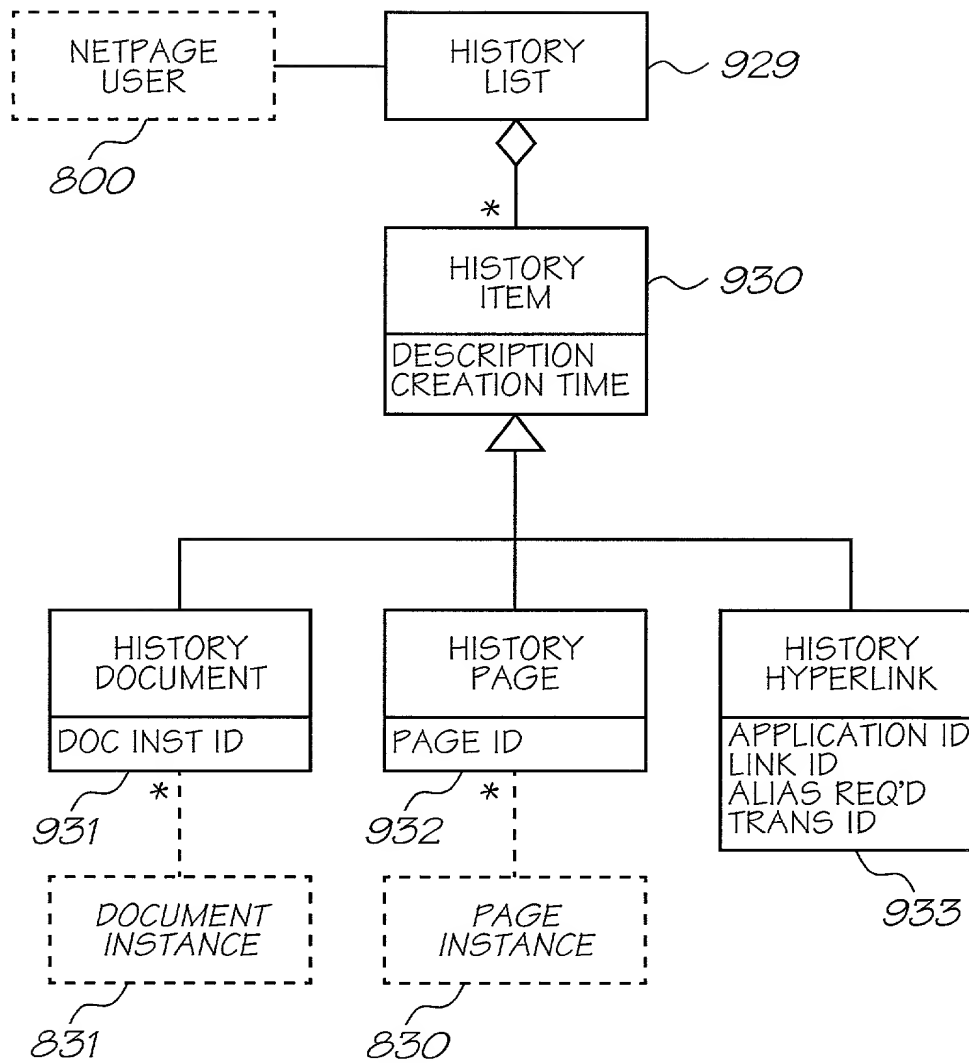 NETPAGE
USER
800
HISTORY
LIST
929
*
HISTORY
ITEM
930
DESCRIPTION
CREATION TIME
HISTORY
DOCUMENT
DOC INST ID
931
*
HISTORY
PAGE
PAGE ID
932
*
HISTORY
HYPERLINK
APPLICATION ID
LINK ID
ALIAS REQ'D
TRANS ID
933
DOCUMENT
INSTANCE
831
PAGE
INSTANCE
830